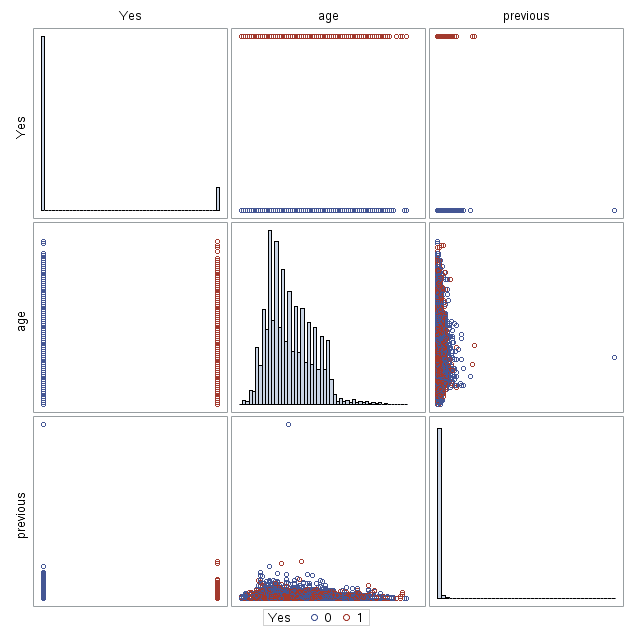 Yes age previous
Yes
age
previous
Yes 0 1